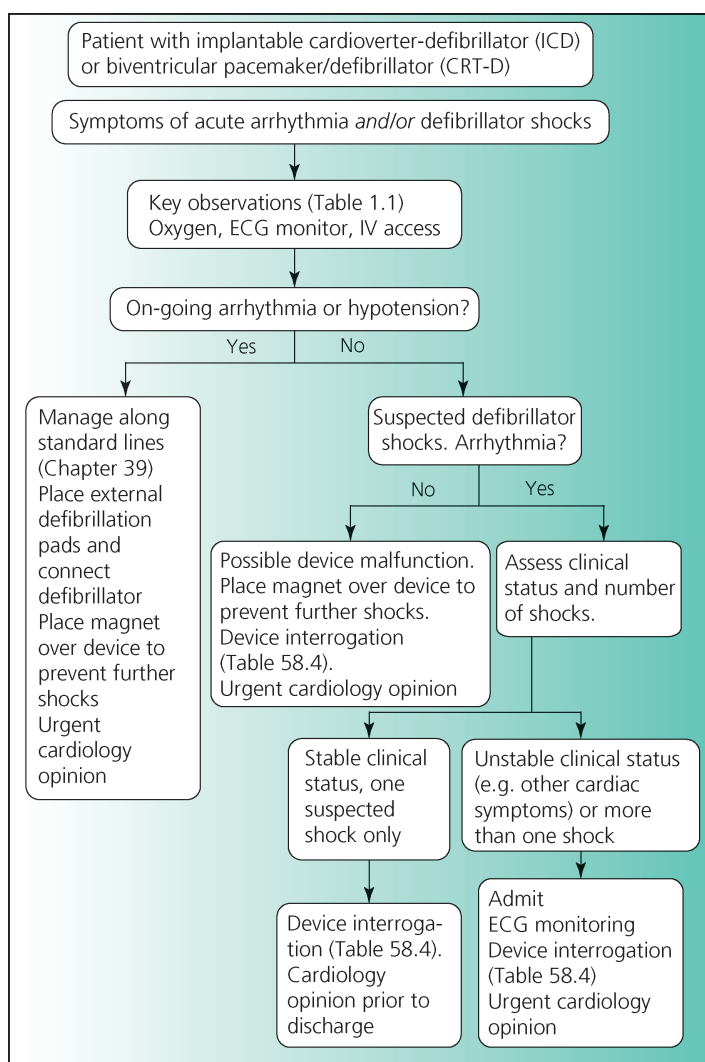 Patient with implantable cardioverter-defibrillator (ICD)
or biventricular pacemaker/defibrillator (CRT-D)
Symptoms of acute arrhythmia and/or defibrillator shocks
Key observations (Table 1.1)
Oxygen, ECG monitor, IV access
On-going arrhythmia or hypotension?
Yes
No
Manage along
standard lines
(Chapter 39)
Place external
defibrillation
pads and
connect
defibrillator
Place magnet
over device to
prevent further
shocks
Urgent
cardiology
opinion
Suspected defibrillator
shocks. Arrhythmia?
No
Yes
Possible device malfunction.
Place magnet over device to
prevent further shocks.
Device interrogation
(Table 58.4).
Urgent cardiology opinion
Assess clinical
status and number
of shocks.
Stable clinical
status, one
suspected
shock only
Unstable clinical status
(e.g. other cardiac
symptoms) or more
than one shock
Device interroga-
tion (Table 58.4).
Cardiology
opinion prior to
discharge
Admit
ECG monitoring
Device interrogation
(Table 58.4)
Urgent cardiology
opinion